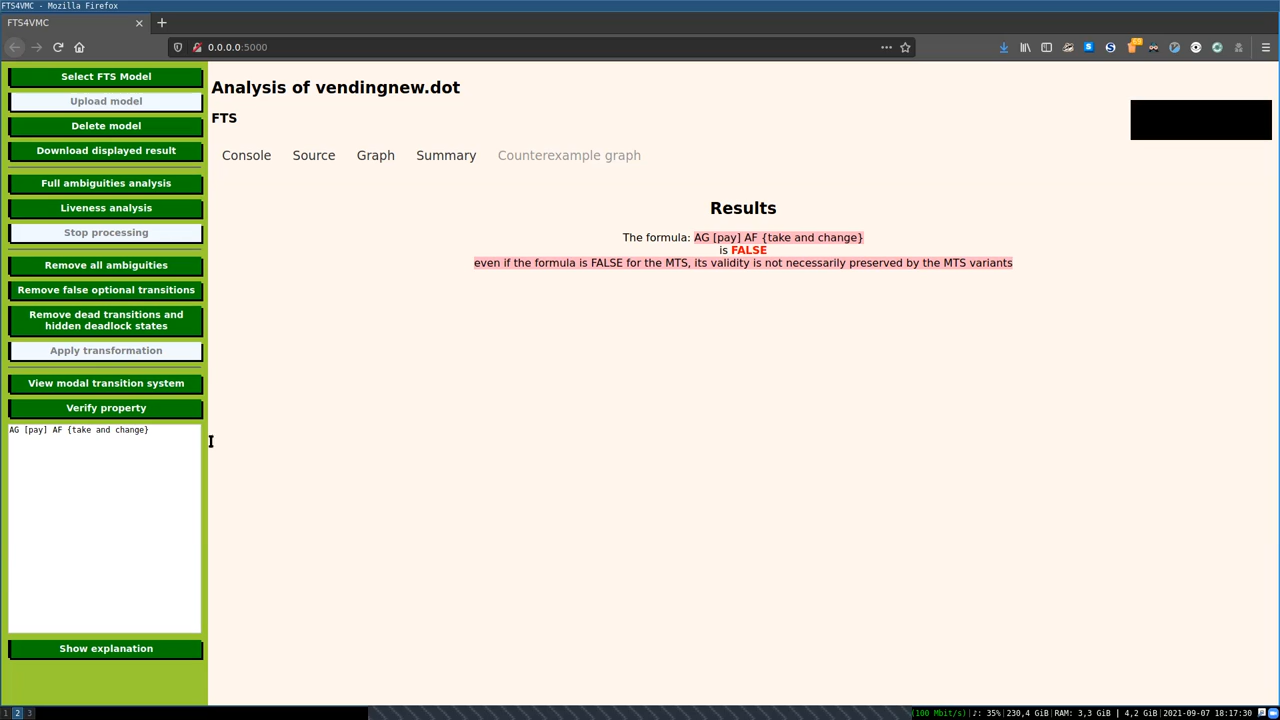 FTS4VMC - Mozilla Firefox
FTS4VMC
0.0.0.0:5000
Select FTS Model
Upload model
Delete model
Download displayed result
Full ambiguities analysis
Liveness analysis
Stop processing
Remove all ambiguities
Remove false optional transitions
Remove dead transitions and
hidden deadlock states
Apply transformation
View modal transition system
Verify property
AG [pay] AF {take and change}
Show explanation
Analysis of vendingnew.dot
FTS
Console Source Graph Summary Counterexample graph
Results
The formula: AG [pay] AF {take and change}
is FALSE
even if the formula is FALSE for the MTS, its validity is not necessarily preserved by the MTS variants
1 2 3
(100 Mbit/s) ♪: 35% 230,4 GiB RAM: 3,3 GiB | 4,2 GiB 2021-09-07 18:17:30